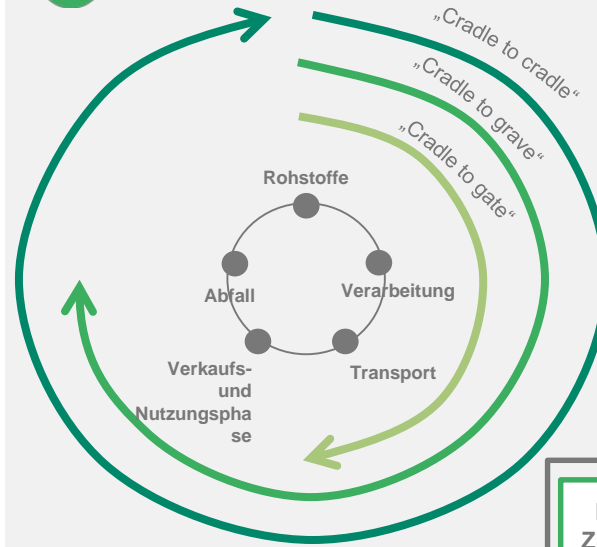 „Cradle to cradle“
„Cradle to grave“
„Cradle to gate“
Rohstoffe
Abfall
Verarbeitung
Verkaufs-
und
Nutzungspha
se
Transport